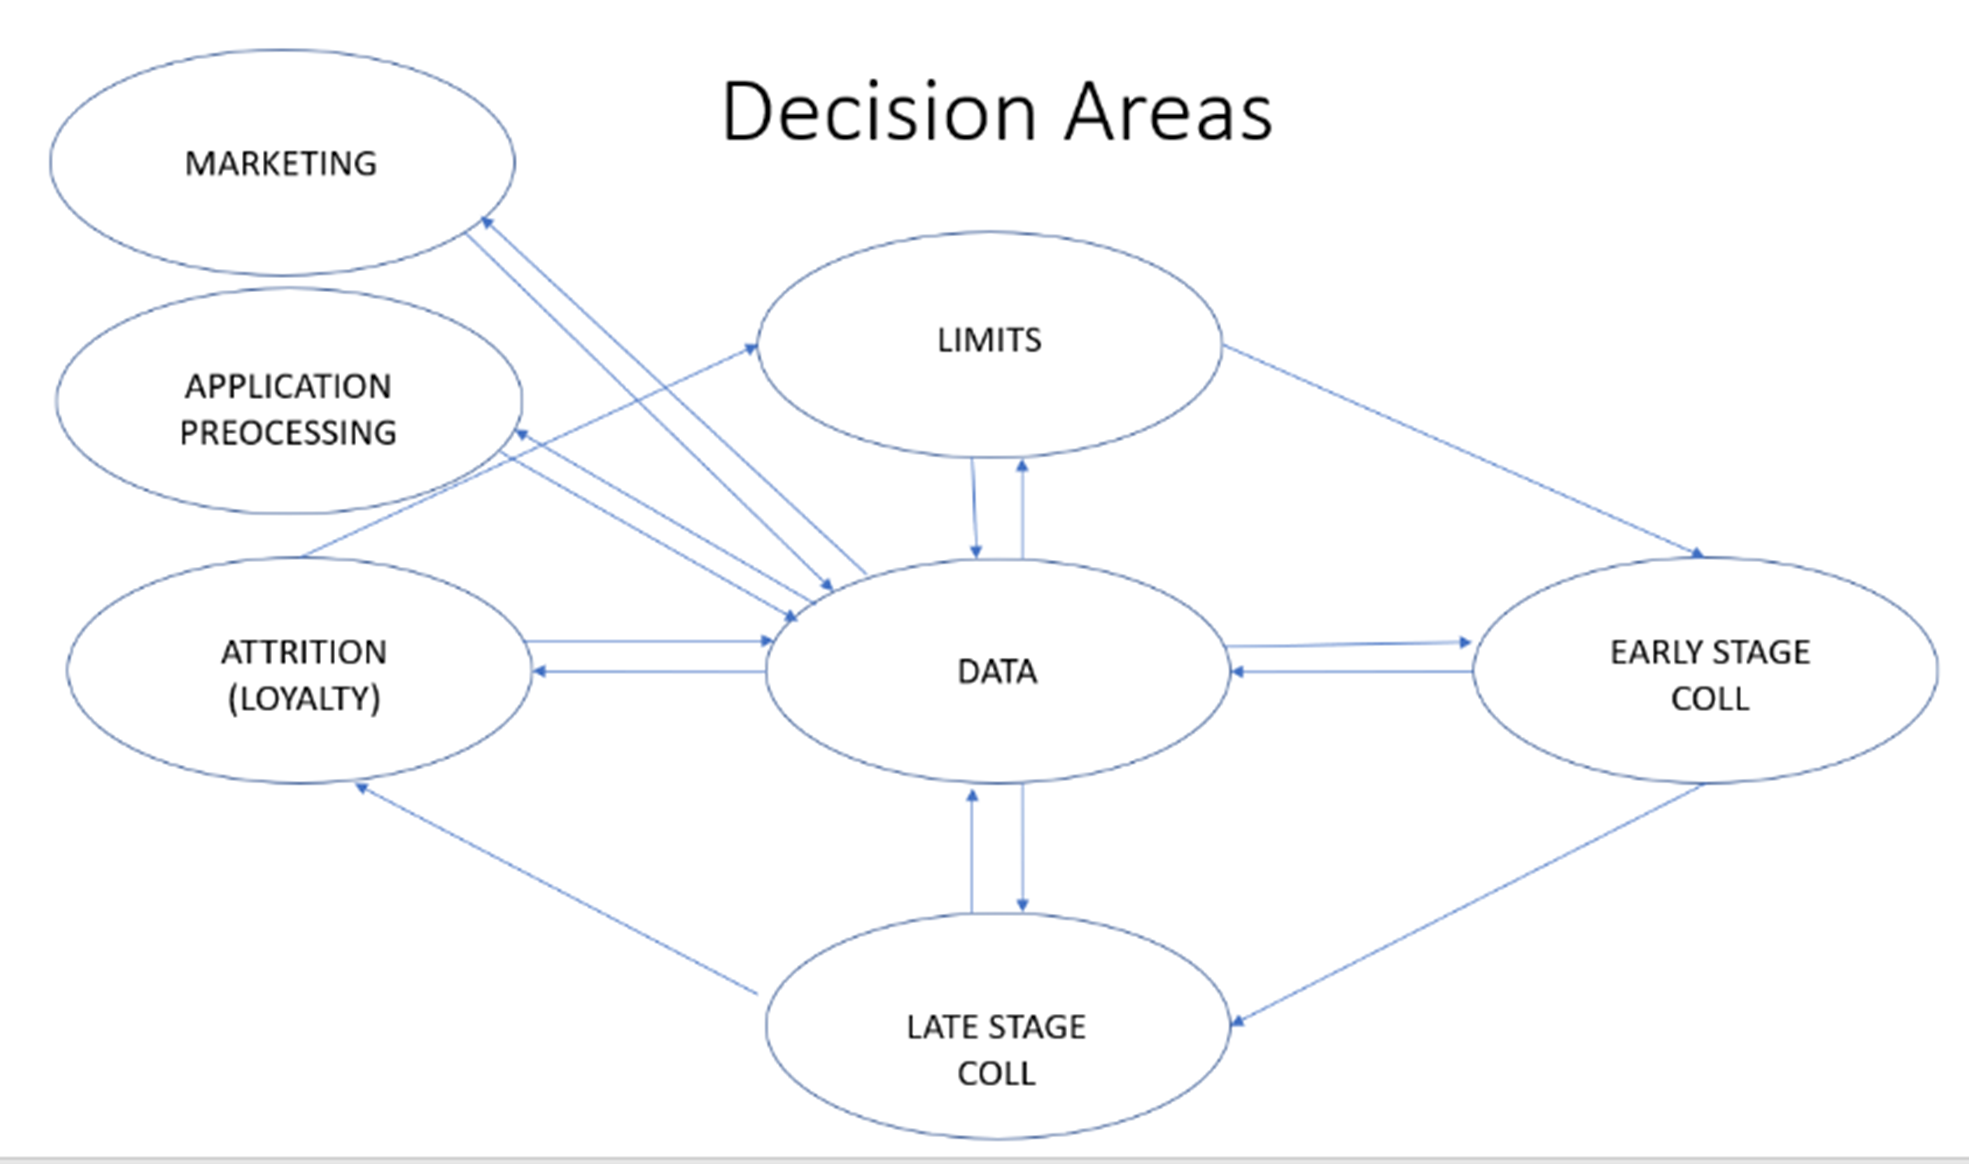 Decision Areas
MARKETING
APPLICATION
PREOCESSING
LIMITS
ATTRITION
(LOYALTY)
DATA
EARLY STAGE
COLL
LATE STAGE
COLL